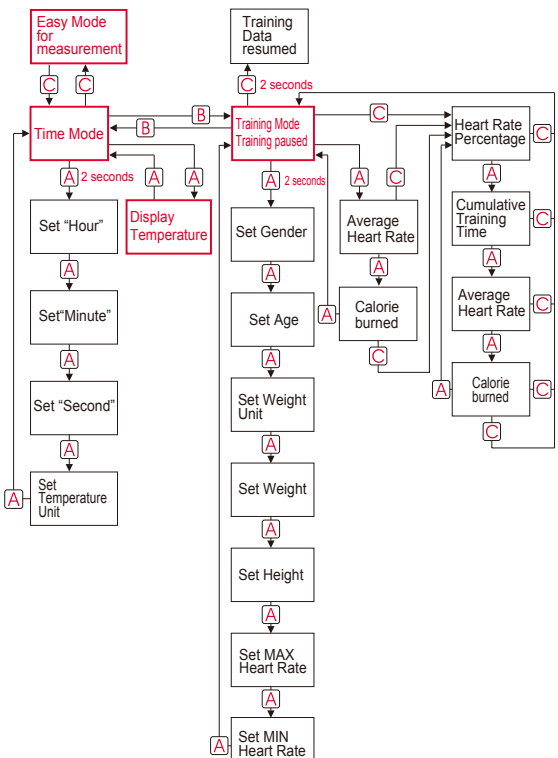 Easy Mode
for
measurement
Training
Data
resumed
C
C
C
2 seconds
Time Mode
B
B
Training Mode
Training paused
C
Heart Rate
Percentage
C
C
A
2 seconds
A
A
A
2 seconds
A
C
A
Set "Hour"
Display
Temperature
Set Gender
Average
Heart Rate
Cumulative
Training
Time
C
A
A
A
A
Set"Minute"
Set Age
A
Calorie
burned
Average
Heart Rate
C
A
A
C
A
Set "Second"
Set Weight
Unit
A
Calorie
burned
C
A
A
C
A
Set
Temperature
Unit
Set Weight
A
Set Height
A
Set MAX
Heart Rate
A
A
Set MIN
Heart Rate